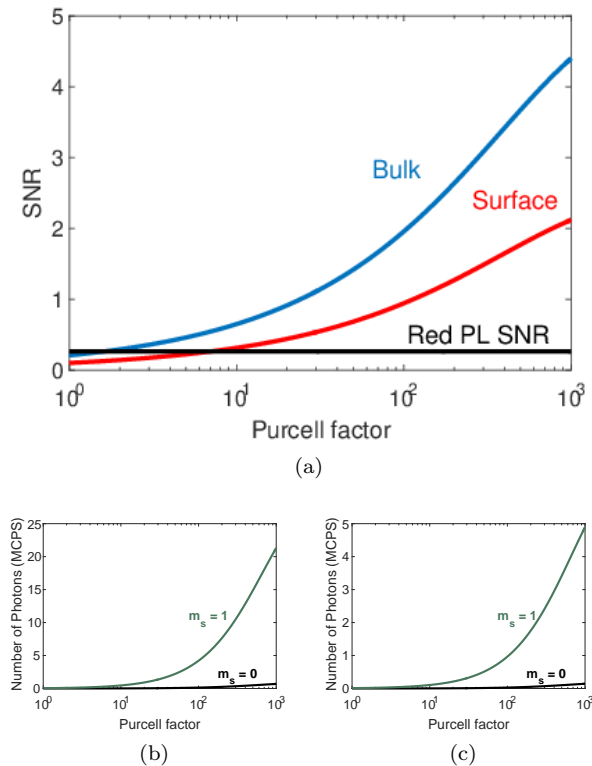 5
4
3
2
1
0
SNR
Bulk
Surface
Red PL SNR
10^0
10^1
10^2
10^3
Purcell factor
(a)
25
20
15
10
5
0
Number of Photons (MCPS)
m_s = 1
m_s = 0
10^0
10^1
10^2
10^3
Purcell factor
(b)
5
4
3
2
1
0
Number of Photons (MCPS)
m_s = 1
m_s = 0
10^0
10^1
10^2
10^3
Purcell factor
(c)